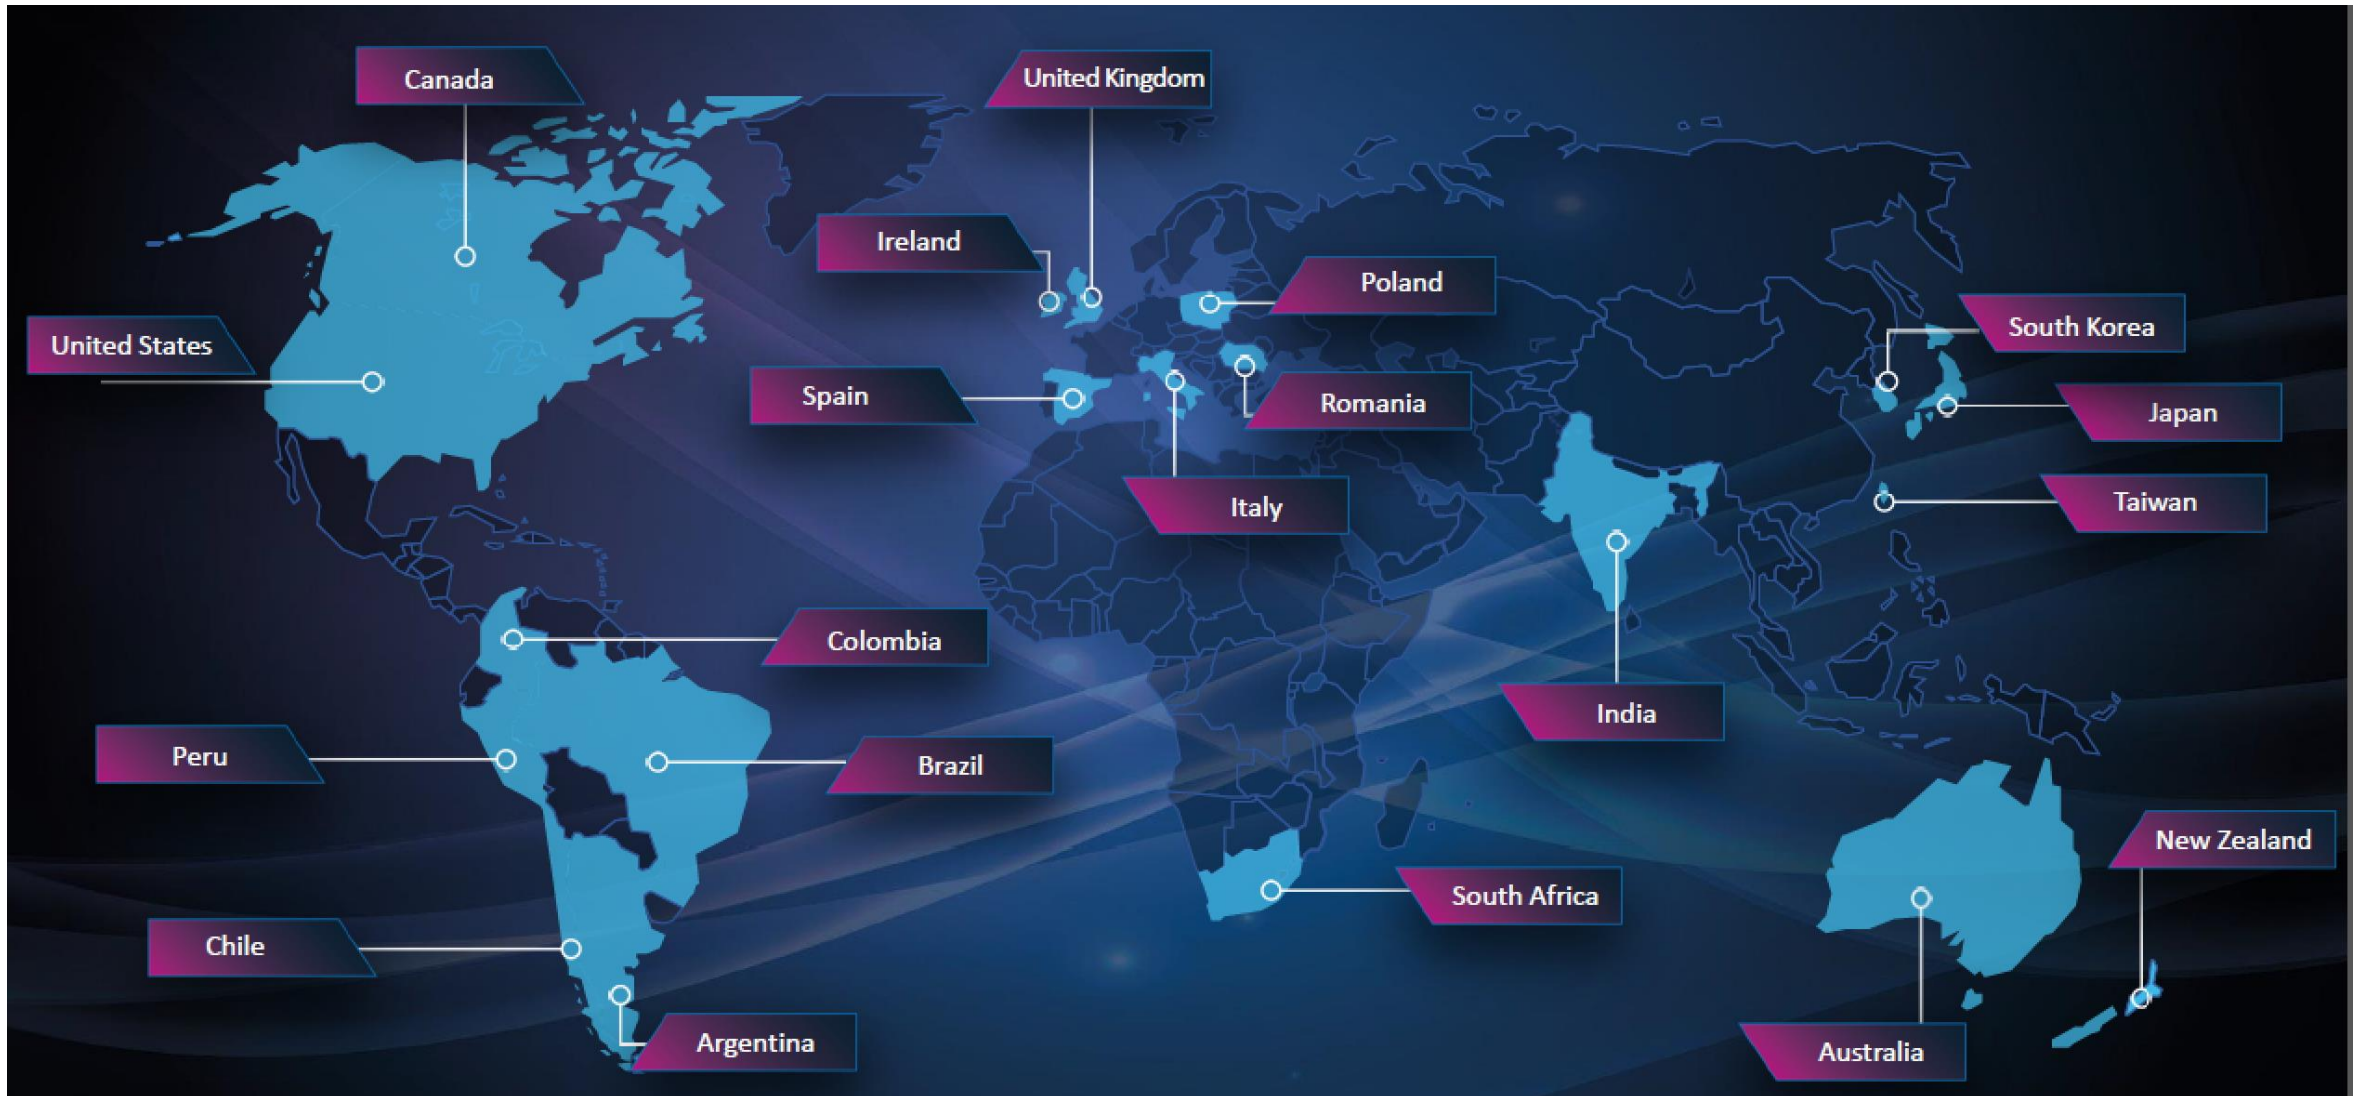 Canada
United Kingdom
Ireland
Poland
South Korea
United States
Spain
Romania
Japan
Italy
Taiwan
Colombia
India
Peru
Brazil
New Zealand
South Africa
Chile
Argentina
Australia